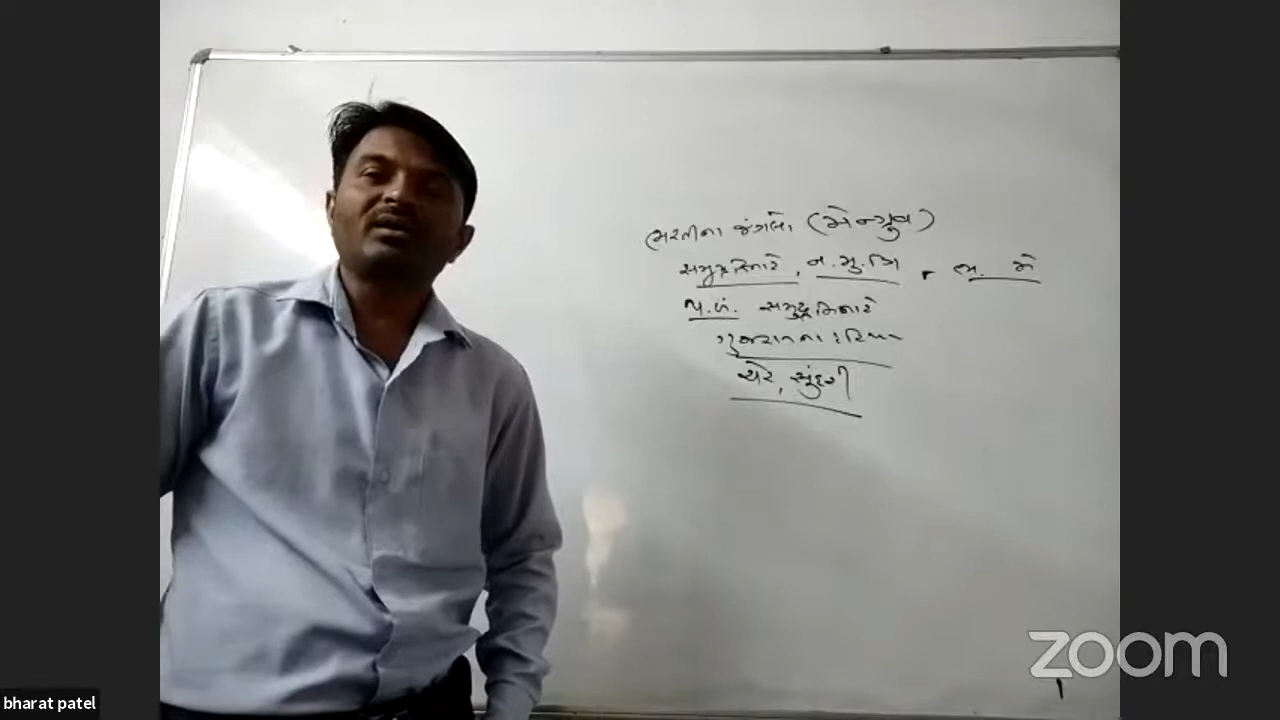 ભરતીના જંગલો (મેન્ગ્રુવ)
સમુદ્રકિનારે, ન.મુ.ત્રિ
પ.બં. સમુદ્રકિનારે
ગુજરાતના દરિયા
ચેર, સુંદરી
zoom
bharat patel